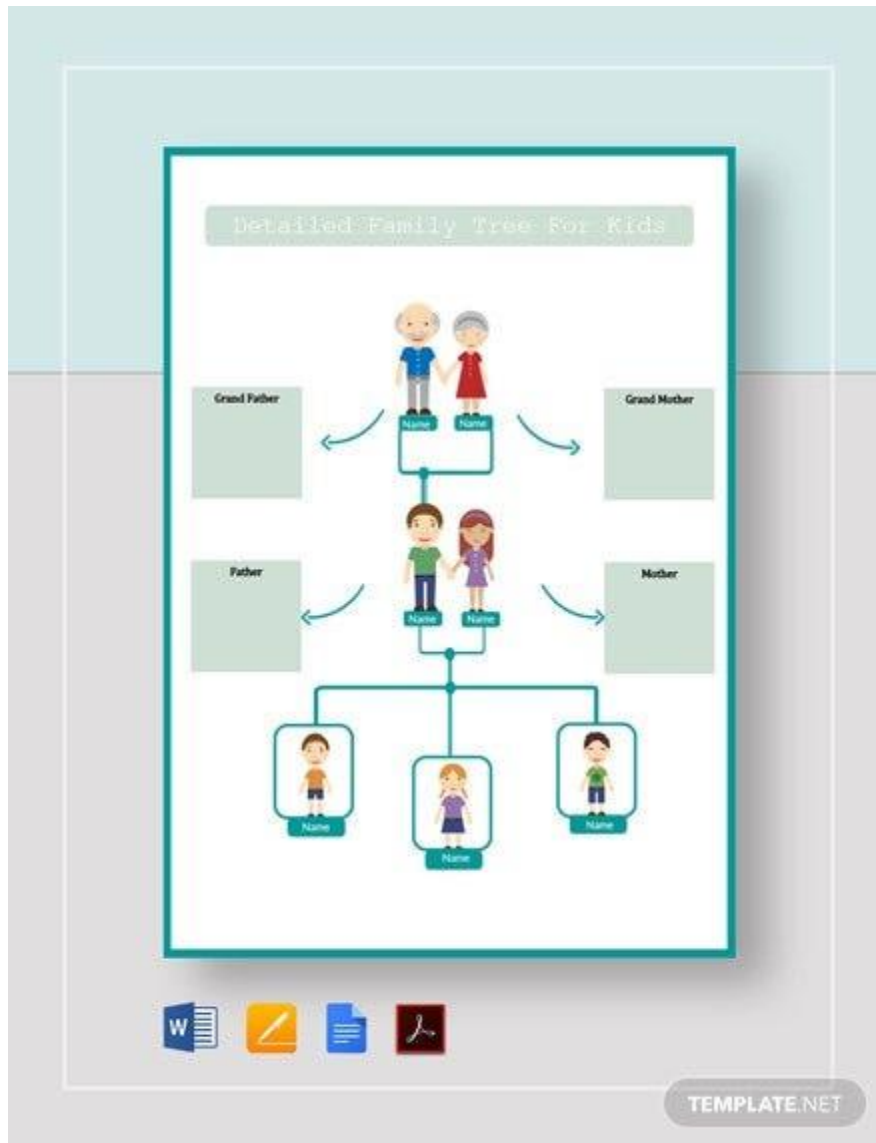 Detailed Family Tree For Kids
Grand Father
Grand Mother
Name
Name
Father
Mother
Name
Name
Name
Name
Name
W
TEMPLATE.NET